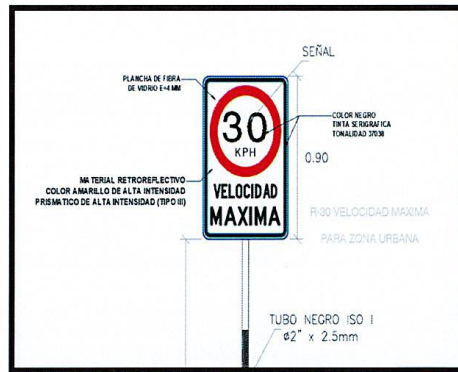 SEÑAL
PLANCHA DE FIBRA
DE VIDRIO E=4 MM
COLOR NEGRO
TINTA SERIGRAFICA
TONALIDAD 37038
30
KPH
0.90
MATERIAL RETROREFLECTIVO
COLOR AMARILLO DE ALTA INTENSIDAD
PRISMATICO DE ALTA INTENSIDAD (TIPO III)
VELOCIDAD
MAXIMA
R-30 VELOCIDAD MAXIMA
PARA ZONA URBANA
TUBO NEGRO ISO I
ø2" x 2.5mm